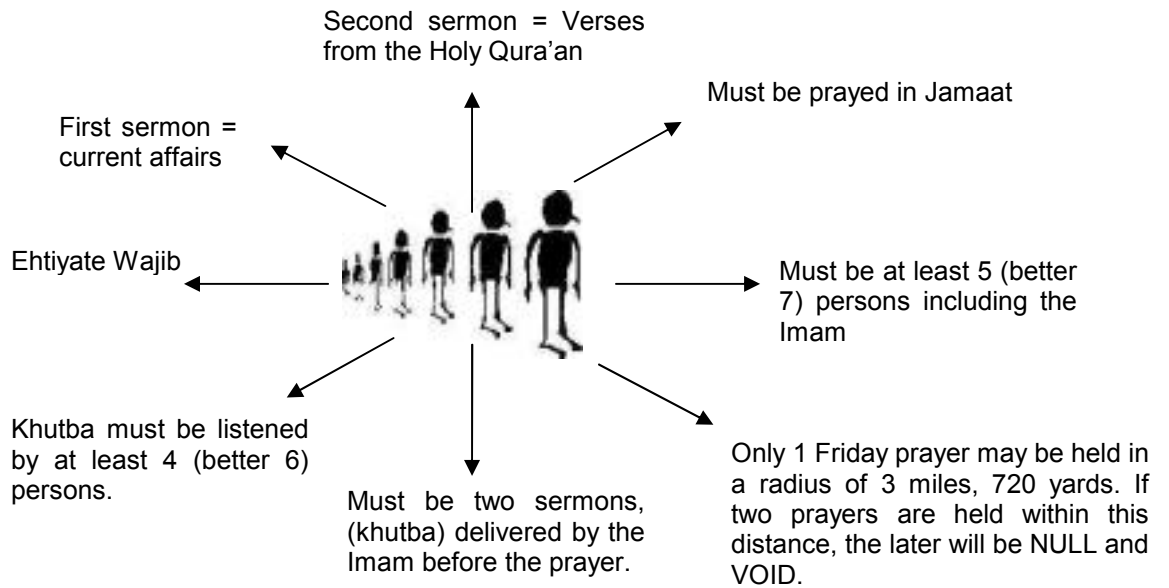 Second sermon = Verses
from the Holy Qura’an
Must be prayed in Jamaat
First sermon =
current affairs
Ehtiyate Wajib
Must be at least 5 (better
7) persons including the
Imam
Khutba must be listened
by at least 4 (better 6)
persons.
Must be two sermons,
(khutba) delivered by the
Imam before the prayer.
Only 1 Friday prayer may be held in
a radius of 3 miles, 720 yards. If
two prayers are held within this
distance, the later will be NULL and
VOID.